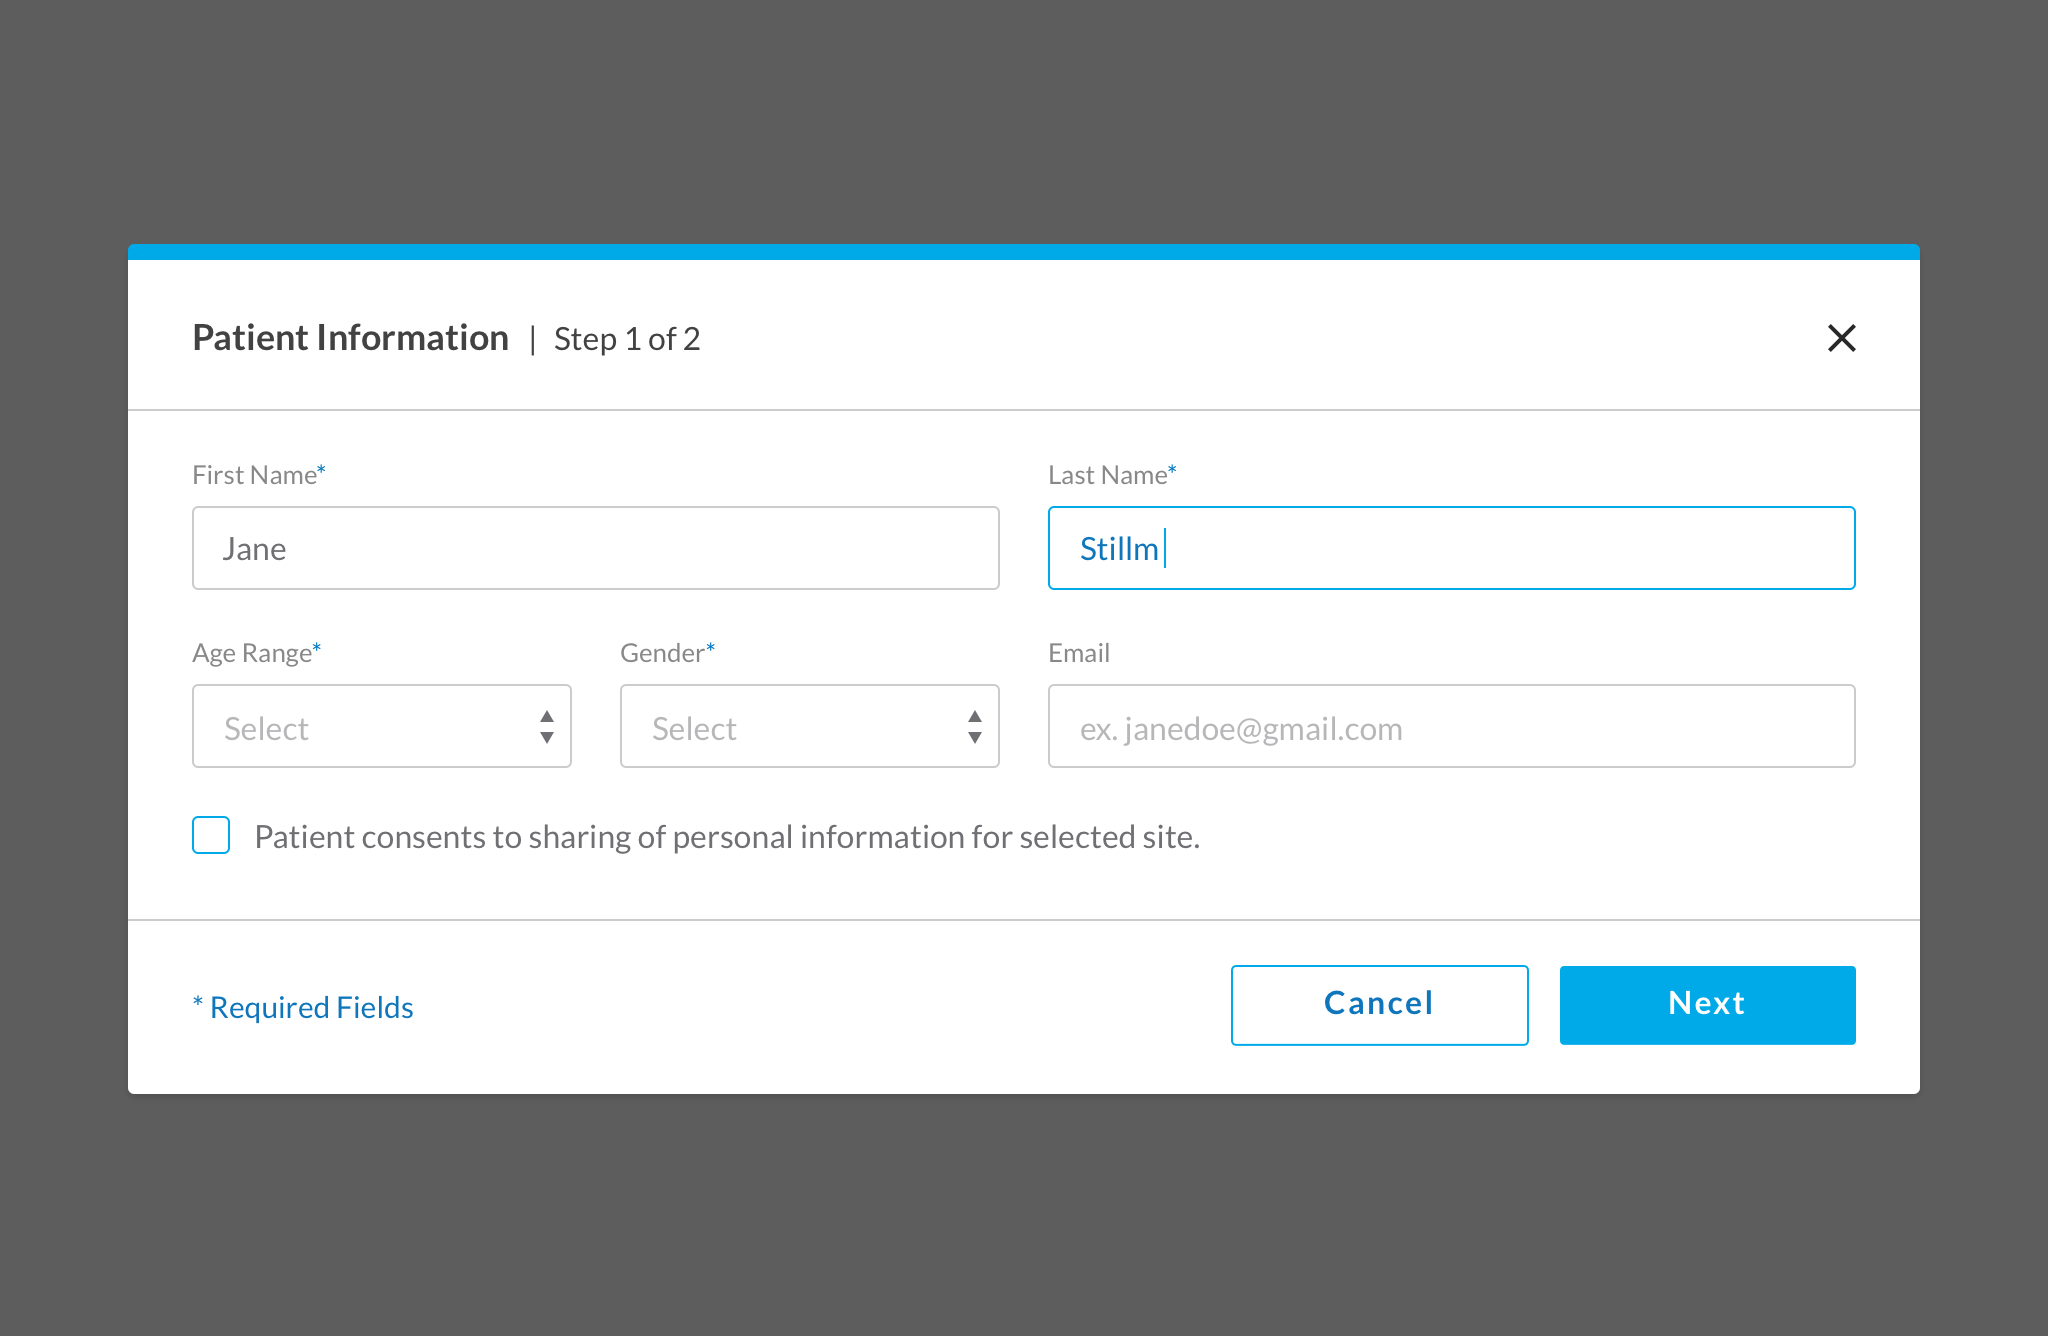 Patient Information | Step 1 of 2
First Name* Last Name*
Jane Stillm
Age Range* Gender* Email
Select Select ex. janedoe@gmail.com
Patient consents to sharing of personal information for selected site.
* Required Fields Cancel Next